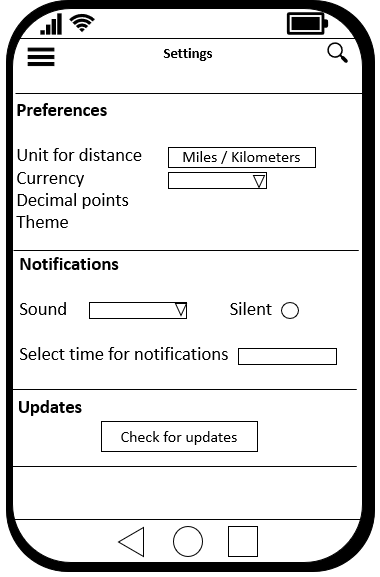 Settings
Preferences
Unit for distance Miles / Kilometers
Currency
Decimal points
Theme
Notifications
Sound Silent
Select time for notifications
Updates
Check for updates